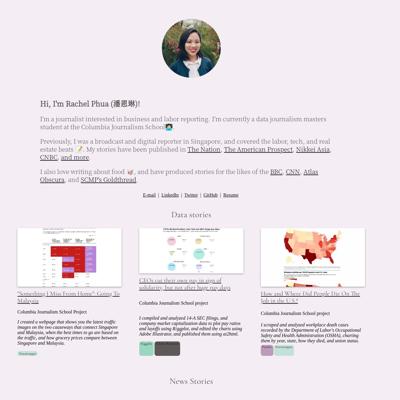 Hi, I'm Rachel Phua (潘恩琳)!
I'm a journalist interested in business and labor reporting. I'm currently a data journalism masters
student at the Columbia Journalism School
Previously, I was a broadcast and digital reporter in Singapore, and covered the labor, tech, and real
estate beats. My stories have been published in The Nation, The American Prospect, Nikkei Asia,
CNBC, and more.
I also love writing about food, and have produced stories for the likes of the BBC, CNN, Atlas
Obscura, and SCMP's Goldthread.
E-mail | LinkedIn | Twitter | GitHub | Resume
Data stories
"Something I Miss From Home": Going To
Malaysia
Columbia Journalism School Project
I created a webpage that shows you the latest traffic
images on the two causeways that connect Singapore
and Malaysia, when the best times to go are based on
the traffic, and how grocery prices compare between
Singapore and Malaysia.
CEOs cut their own pay in sign of
solidarity, but not after huge pay days
Columbia Journalism School project
I compiled and analyzed 14-A SEC filings, and
company market capitalization data to plot pay ratios
and layoffs using R/ggplot, and edited the charts using
Adobe Illustrator, and published them using ai2html.
How and Where Did People Die On The
Job in the U.S?
Columbia Journalism School project
I scraped and analyzed workplace death cases
recorded by the Department of Labor's Occupational
Safety and Health Administration (OSHA), charting
them by year, state, how they died, and union status.
News Stories